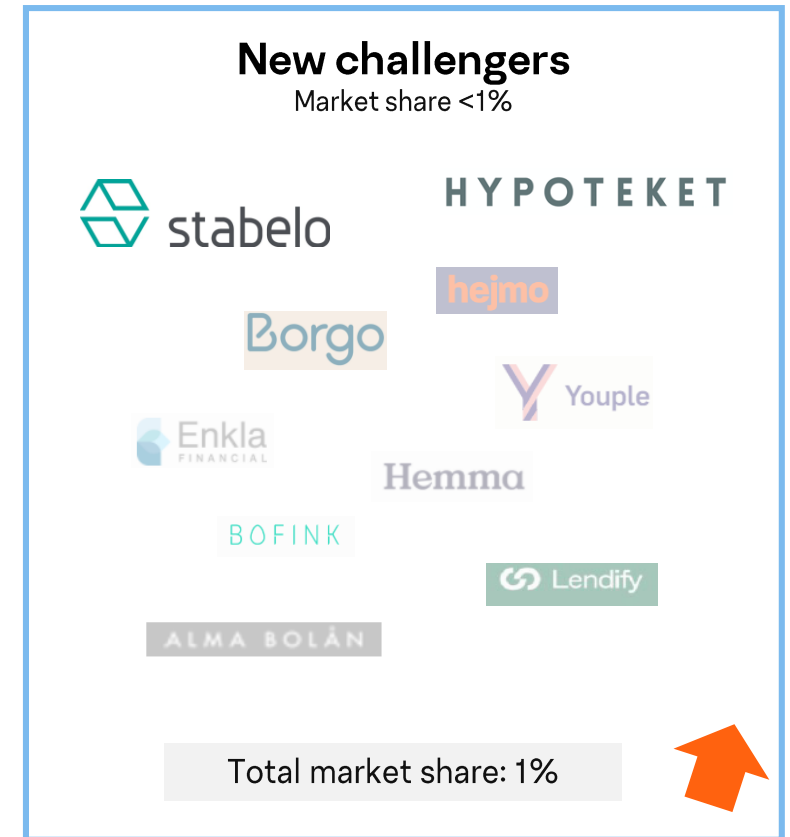 New challengers
Market share <1%
stabelo
HYPOTEKET
hejmo
Borgo
Youple
Enkla
FINANCIAL
Hemma
BOFINK
Lendify
ALMA BOLÅN
Total market share: 1%